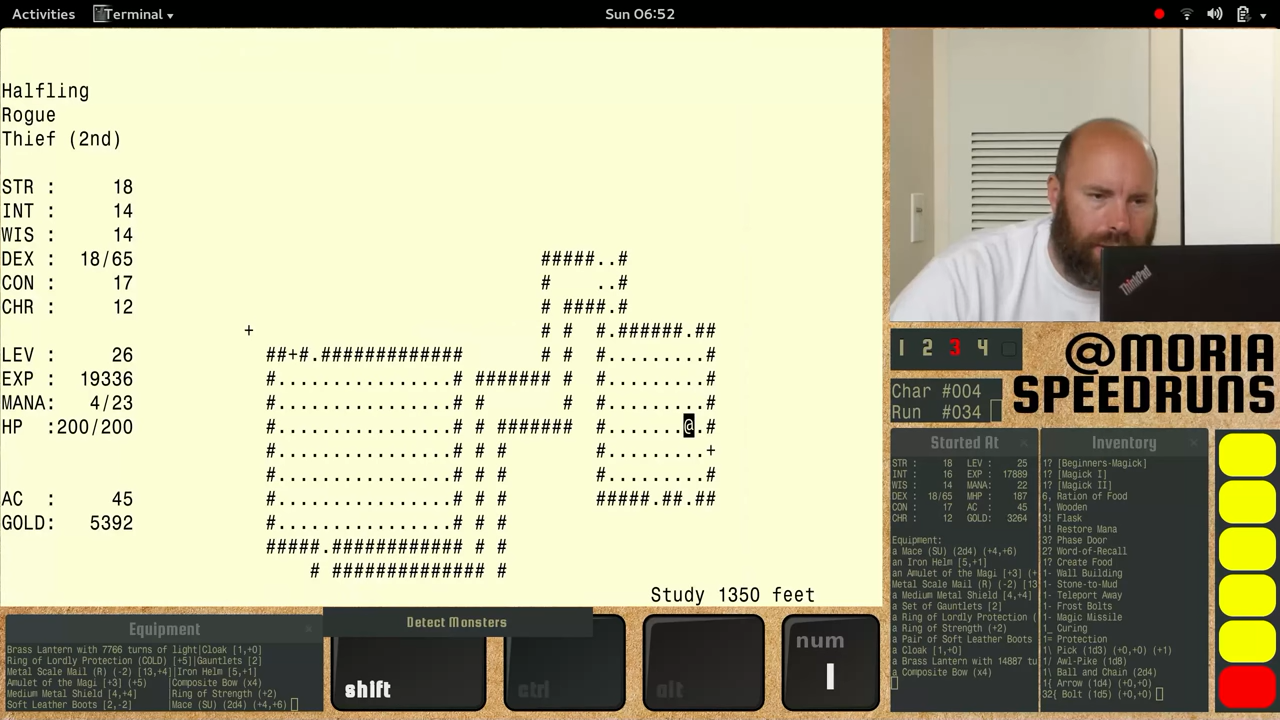 Activities
Terminal
Sun 06:52
Halfling
Rogue
Thief (2nd)
STR : 18
INT : 14
WIS : 14
DEX : 18/65
CON : 17
CHR : 12
LEV : 26
EXP : 19336
MANA: 4/23
HP :200/200
AC : 45
GOLD: 5392
#####..#
# ..#
# ####.#
+ # # #.######.##
##+#.############ # # #.........#
#...............# ####### # #.........#
#...............# # # #.........#
#...............# # ####### #.......@.#
#...............# # # #.........+
#...............# # # #.........#
#...............# # # #####.##.##
#...............# # #
#####.########### # #
# ############## #
Study 1350 feet
1 2 3 4
@MORIA
SPEEDRUNS
Char #004
Run #034
Started At
STR : 18 LEV : 25
INT : 16 EXP : 17889
WIS : 14 MANA: 22
DEX : 18/65 MHP : 187
CON : 17 AC : 45
CHR : 12 GOLD: 3264
Equipment:
a Mace (SU) (2d4) (+4,+6)
an Iron Helm [5,+1]
an Amulet of the Magi [+3] (+
Metal Scale Mail (R) (-2) [13,+4]
a Medium Metal Shield [4,+4]
a Set of Gauntlets [2]
a Ring of Lordly Protection (
a Ring of Strength (+2)
a Pair of Soft Leather Boots
a Cloak [1,+0]
a Brass Lantern with 14887 tur
a Composite Bow (x4)
Inventory
1? [Beginners-Magick]
1? [Magick I]
1? [Magick II]
6, Ration of Food
1, Wooden
3! Flask
1! Restore Mana
3? Phase Door
2? Word-of-Recall
1? Create Food
1- Wall Building
1- Stone-to-Mud
1- Teleport Away
1- Frost Bolts
1- Magic Missile
1_ Curing
1= Protection
1\ Pick (1d3) (+0,+0) (+1)
1/ Awl-Pike (1d8)
1\ Ball and Chain (2d4)
1{ Arrow (1d4) (+0,+0)
32{ Bolt (1d5) (+0,+0)
Equipment
Brass Lantern with 7766 turns of light|Cloak [1,+0]
Ring of Lordly Protection (COLD) [+5]|Gauntlets [2]
Metal Scale Mail (R) (-2) [13,+4]|Iron Helm [5,+1]
Amulet of the Magi [+3] (+5)
Composite Bow (x4)
Medium Metal Shield [4,+4]
Ring of Strength (+2)
Soft Leather Boots [2,-2]
Mace (SU) (2d4) (+4,+6)
Detect Monsters
shift
ctrl
alt
num
l
ThinkPad